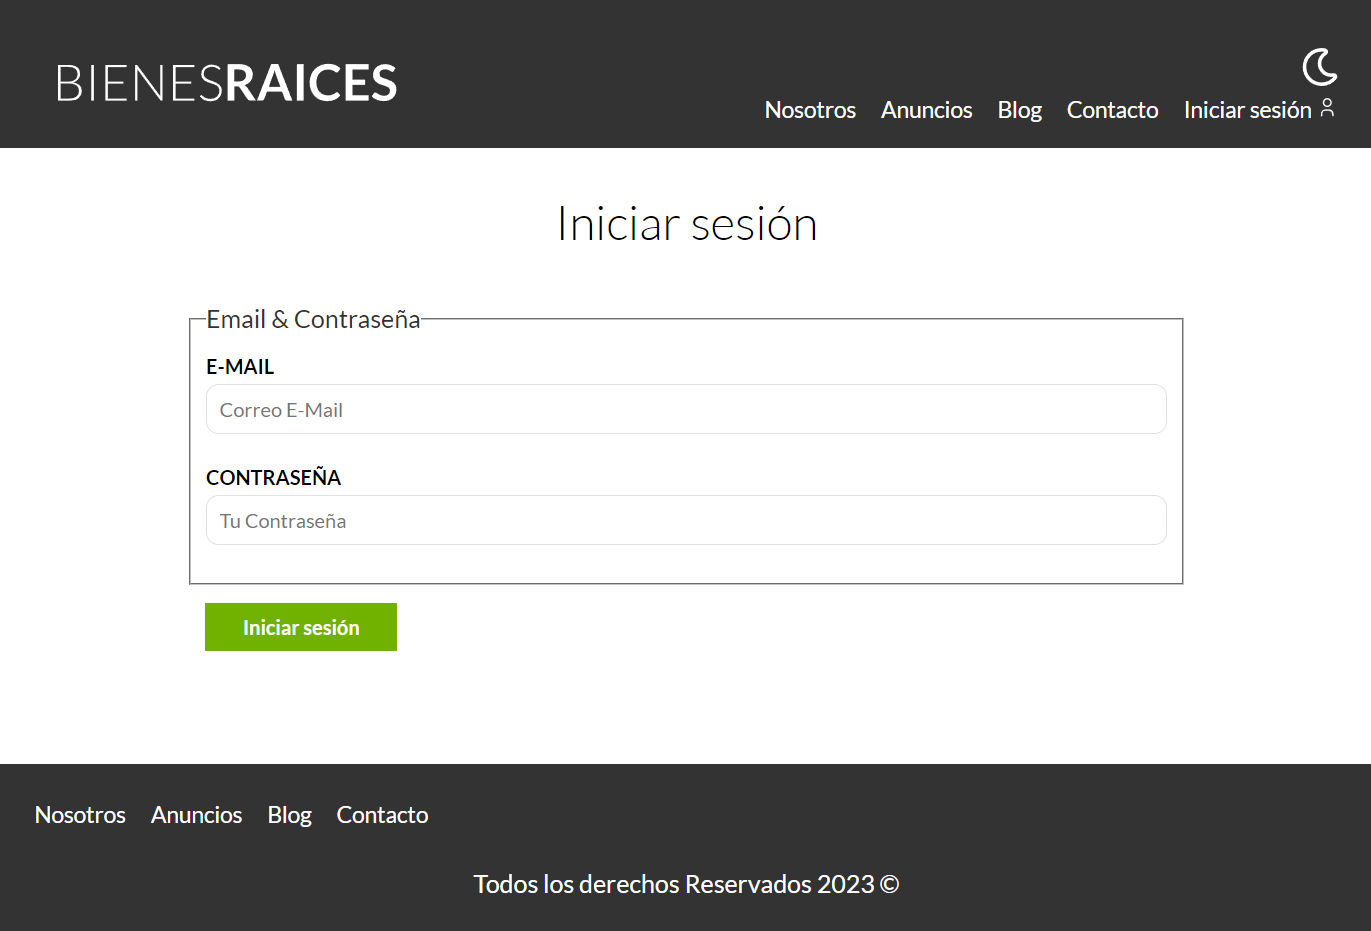 BIENESRAICES
Nosotros Anuncios Blog Contacto Iniciar sesión
Iniciar sesión
Email & Contraseña
E-MAIL
Correo E-Mail
CONTRASEÑA
Tu Contraseña
Iniciar sesión
Nosotros Anuncios Blog Contacto
Todos los derechos Reservados 2023 ©